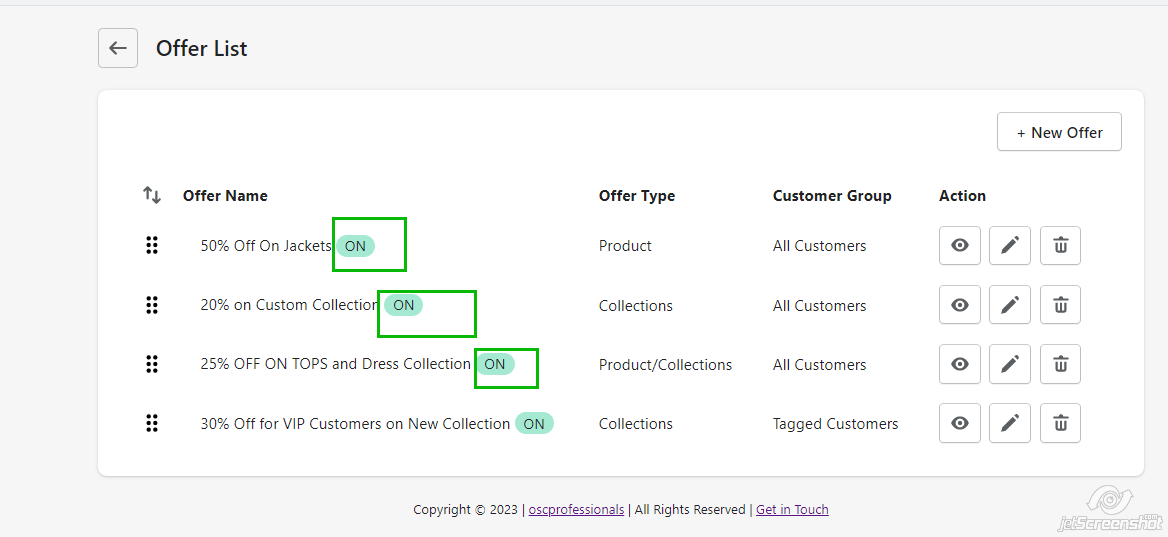 Offer List
+ New Offer
Offer Name Offer Type Customer Group Action
50% Off On Jackets ON Product All Customers
20% on Custom Collection ON Collections All Customers
25% OFF ON TOPS and Dress Collection ON Product/Collections All Customers
30% Off for VIP Customers on New Collection ON Collections Tagged Customers
Copyright © 2023 | oscprofessionals | All Rights Reserved | Get in Touch
jetScreenshot.com